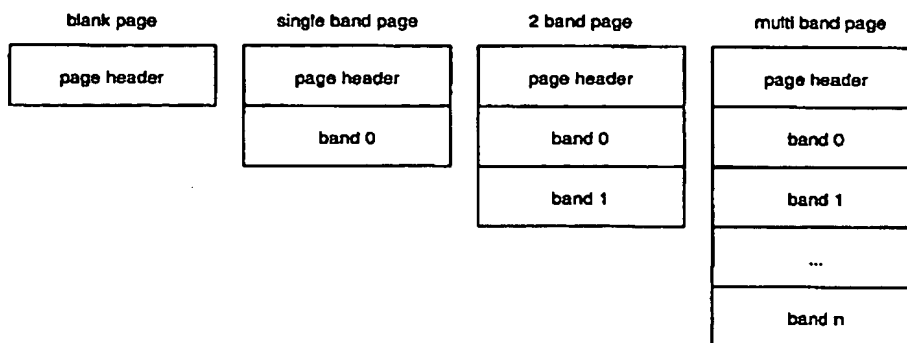 blank page
page header
single band page
page header
band 0
2 band page
page header
band 0
band 1
multi band page
page header
band 0
band 1
...
band n